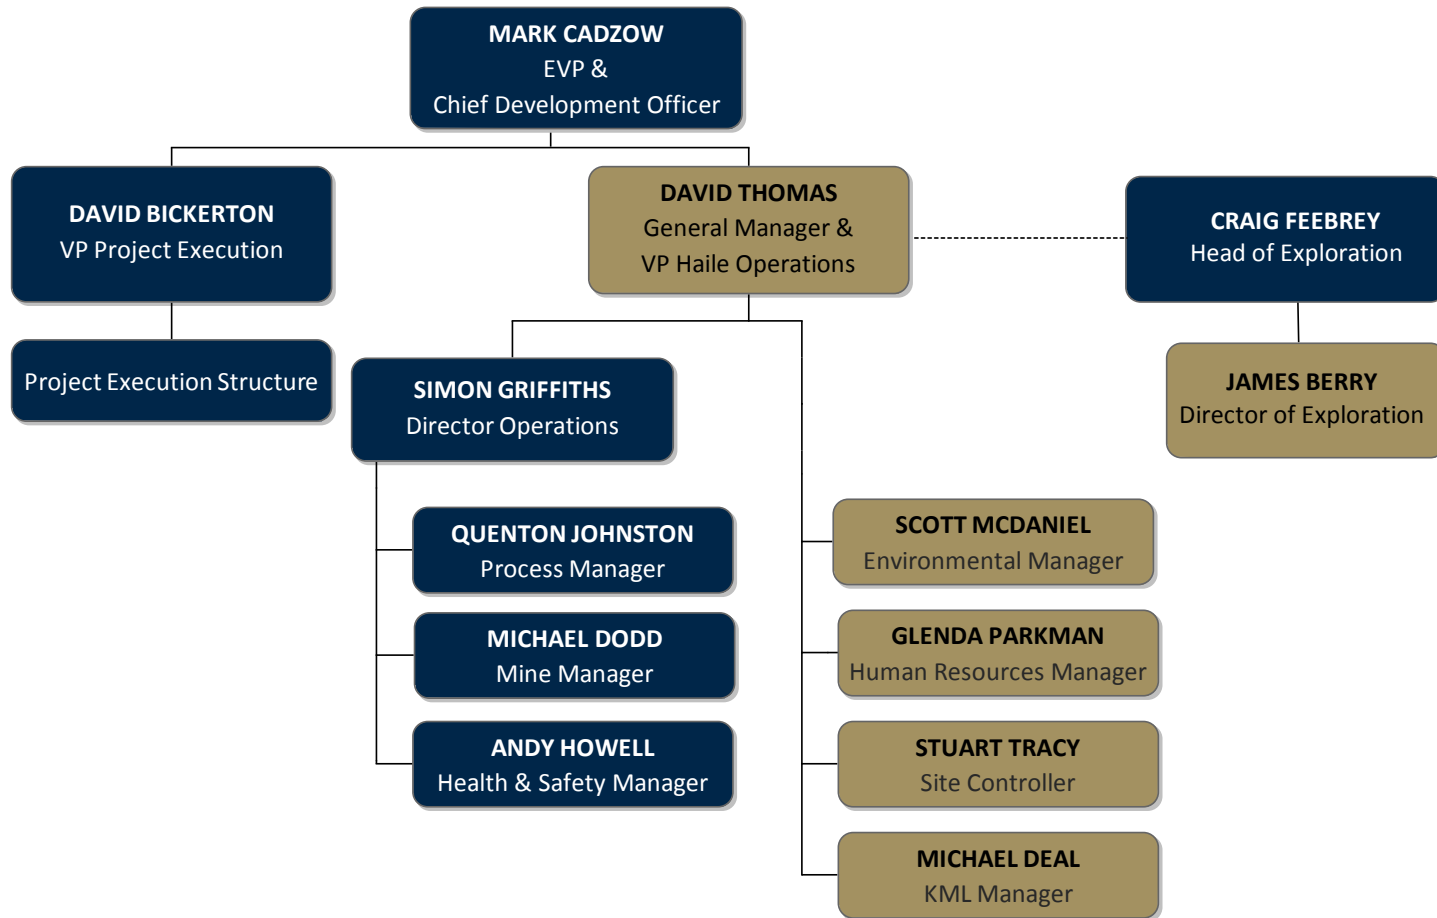 MARK CADZOW
EVP &
Chief Development Officer
DAVID BICKERTON
VP Project Execution
DAVID THOMAS
General Manager &
VP Haile Operations
CRAIG FEEBREY
Head of Exploration
Project Execution Structure
SIMON GRIFFITHS
Director Operations
JAMES BERRY
Director of Exploration
QUENTON JOHNSTON
Process Manager
MICHAEL DODD
Mine Manager
ANDY HOWELL
Health & Safety Manager
SCOTT MCDANIEL
Environmental Manager
GLENDA PARKMAN
Human Resources Manager
STUART TRACY
Site Controller
MICHAEL DEAL
KML Manager